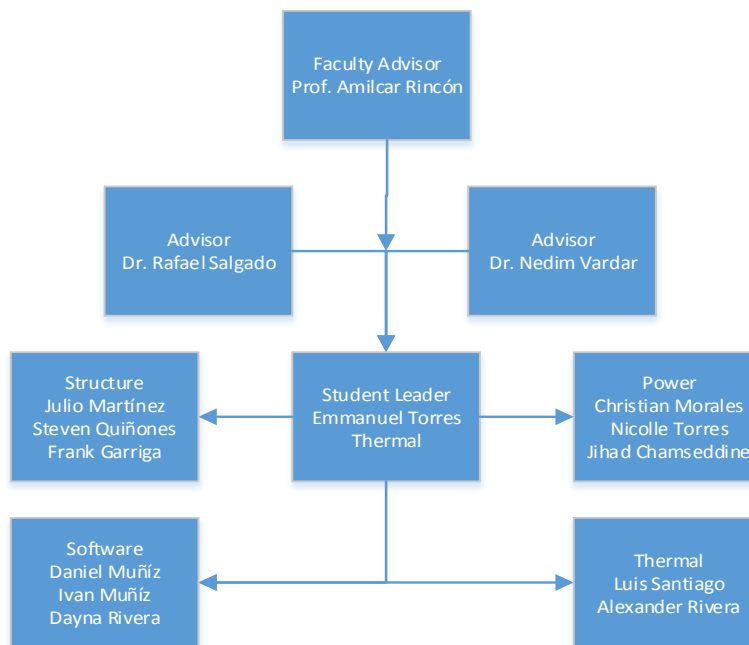 Faculty Advisor
Prof. Amilcar Rincón
Advisor
Dr. Rafael Salgado
Advisor
Dr. Nedim Vardar
Structure
Julio Martínez
Steven Quiñones
Frank Garriga
Student Leader
Emmanuel Torres
Thermal
Power
Christian Morales
Nicolle Torres
Jihad Chamseddine
Software
Daniel Muñíz
Ivan Muñíz
Dayna Rivera
Thermal
Luis Santiago
Alexander Rivera